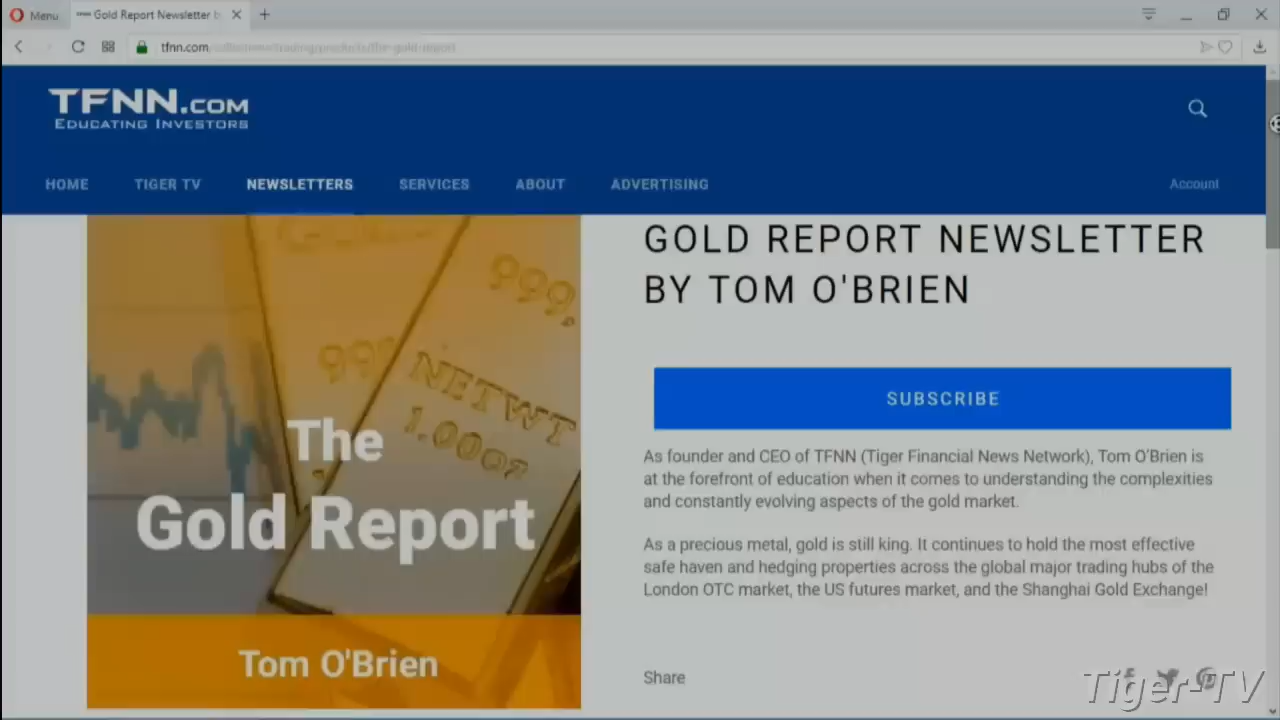 Menu
Gold Report Newsletter b
tfnn.com
TFNN.COM
EDUCATING INVESTORS
HOME
TIGER TV
NEWSLETTERS
SERVICES
ABOUT
ADVERTISING
Account
999,
999
NETWT
1.000z
The
Gold Report
Tom O'Brien
GOLD REPORT NEWSLETTER
BY TOM O'BRIEN
SUBSCRIBE
As founder and CEO of TFNN (Tiger Financial News Network), Tom O'Brien is
at the forefront of education when it comes to understanding the complexities
and constantly evolving aspects of the gold market.
As a precious metal, gold is still king. It continues to hold the most effective
safe haven and hedging properties across the global major trading hubs of the
London OTC market, the US futures market, and the Shanghai Gold Exchange!
Share
Tiger-TV